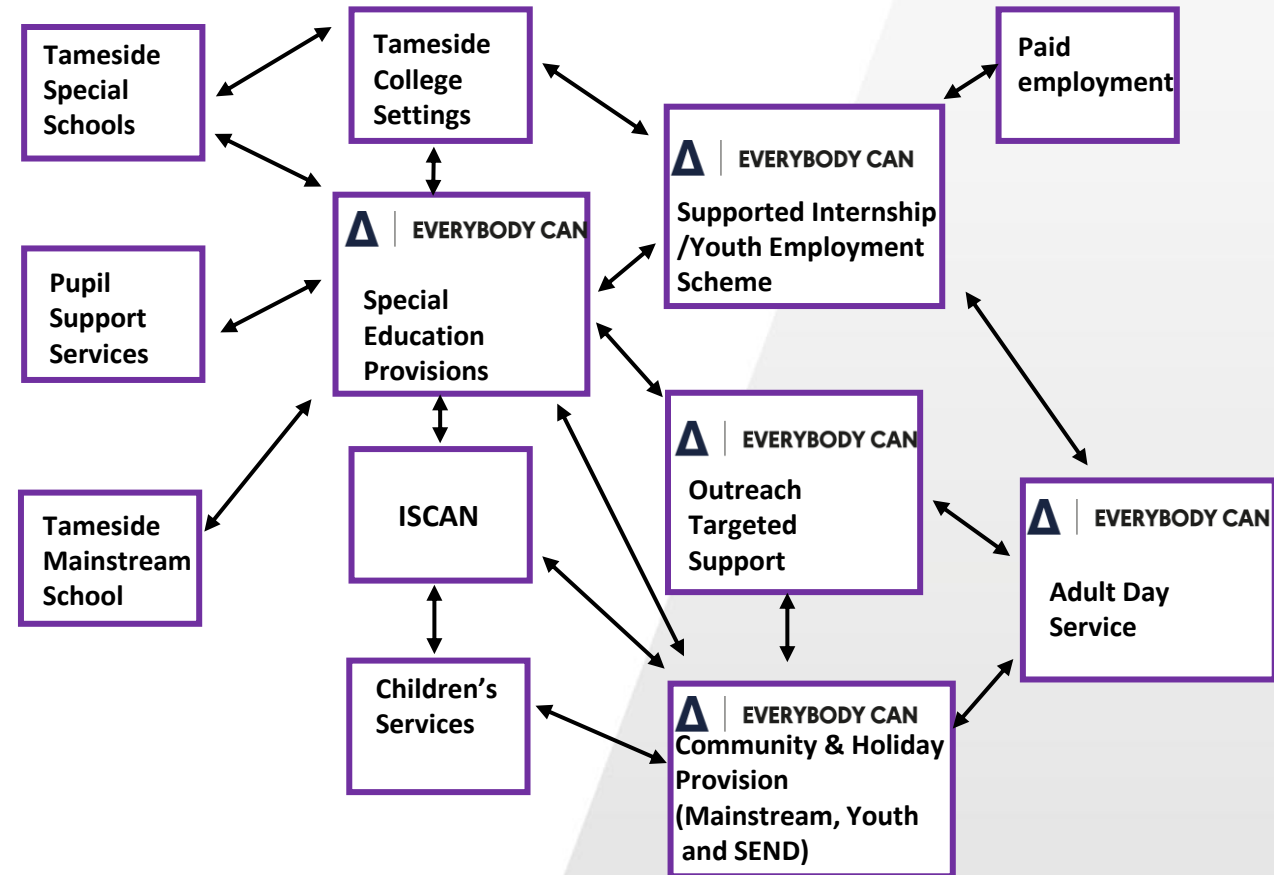 Tameside
Special
Schools
Tameside
College
Settings
Paid
employment
EVERYBODY CAN
Supported Internship
/Youth Employment
Scheme
EVERYBODY CAN
Special
Education
Provisions
Pupil
Support
Services
EVERYBODY CAN
Outreach
Targeted
Support
ISCAN
Tameside
Mainstream
School
EVERYBODY CAN
Adult Day
Service
Children’s
Services
EVERYBODY CAN
Community & Holiday
Provision
(Mainstream, Youth
and SEND)